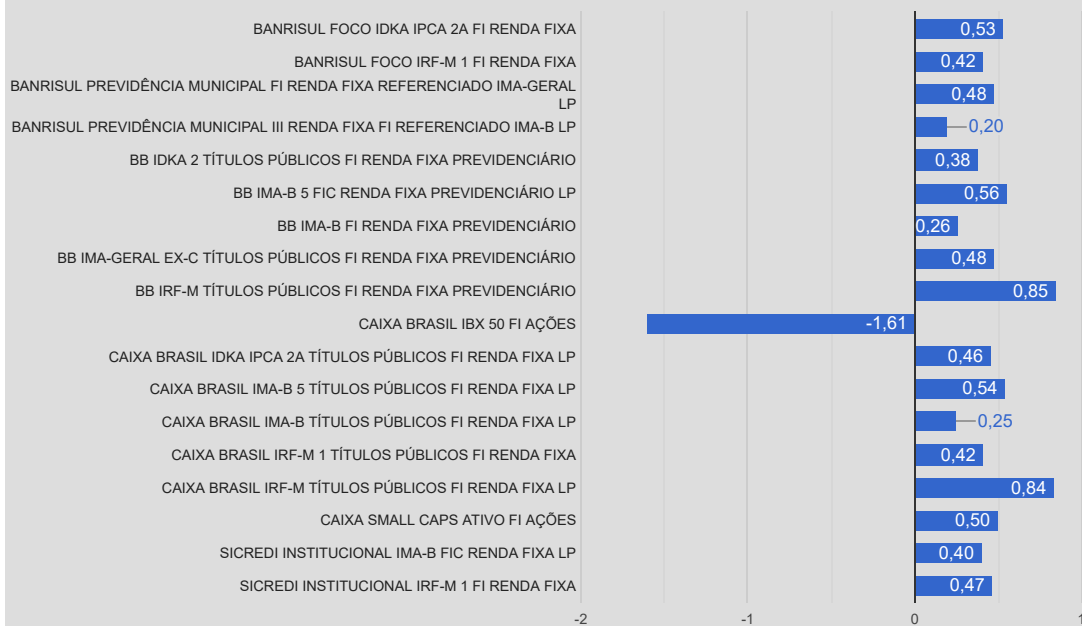 BANRISUL FOCO IDKA IPCA 2A FI RENDA FIXA 0,53
BANRISUL FOCO IRF-M 1 FI RENDA FIXA 0,42
BANRISUL PREVIDÊNCIA MUNICIPAL FI RENDA FIXA REFERENCIADO IMA-GERAL
LP 0,48
BANRISUL PREVIDÊNCIA MUNICIPAL III RENDA FIXA FI REFERENCIADO IMA-B LP 0,20
BB IDKA 2 TÍTULOS PÚBLICOS FI RENDA FIXA PREVIDENCIÁRIO 0,38
BB IMA-B 5 FIC RENDA FIXA PREVIDENCIÁRIO LP 0,56
BB IMA-B FI RENDA FIXA PREVIDENCIÁRIO 0,26
BB IMA-GERAL EX-C TÍTULOS PÚBLICOS FI RENDA FIXA PREVIDENCIÁRIO 0,48
BB IRF-M TÍTULOS PÚBLICOS FI RENDA FIXA PREVIDENCIÁRIO 0,85
CAIXA BRASIL IBX 50 FI AÇÕES -1,61
CAIXA BRASIL IDKA IPCA 2A TÍTULOS PÚBLICOS FI RENDA FIXA LP 0,46
CAIXA BRASIL IMA-B 5 TÍTULOS PÚBLICOS FI RENDA FIXA LP 0,54
CAIXA BRASIL IMA-B TÍTULOS PÚBLICOS FI RENDA FIXA LP 0,25
CAIXA BRASIL IRF-M 1 TÍTULOS PÚBLICOS FI RENDA FIXA 0,42
CAIXA BRASIL IRF-M TÍTULOS PÚBLICOS FI RENDA FIXA LP 0,84
CAIXA SMALL CAPS ATIVO FI AÇÕES 0,50
SICREDI INSTITUCIONAL IMA-B FIC RENDA FIXA LP 0,40
SICREDI INSTITUCIONAL IRF-M 1 FI RENDA FIXA 0,47
-2 -1 0 1